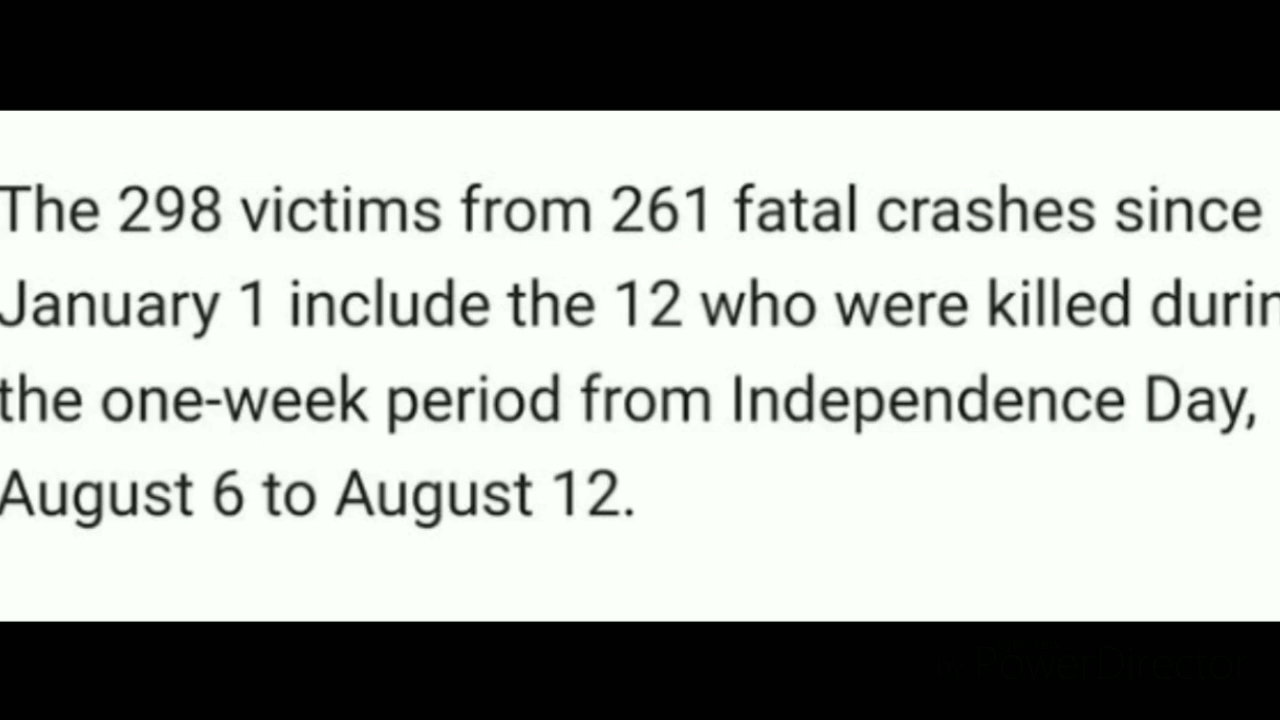 The 298 victims from 261 fatal crashes since
January 1 include the 12 who were killed durin
the one-week period from Independence Day,
August 6 to August 12.
PowerDirector